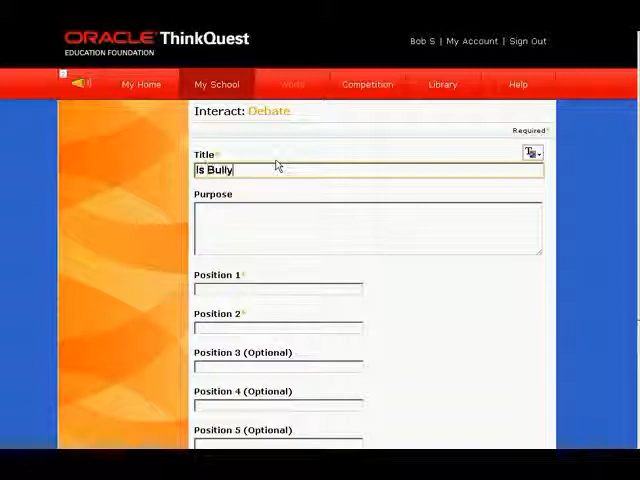 ORACLE ThinkQuest
EDUCATION FOUNDATION
Bob S | My Account | Sign Out
My Home My School World Competition Library Help
Interact: Debate
Required*
Title*
Is Bully
Purpose
Position 1*
Position 2*
Position 3 (Optional)
Position 4 (Optional)
Position 5 (Optional)